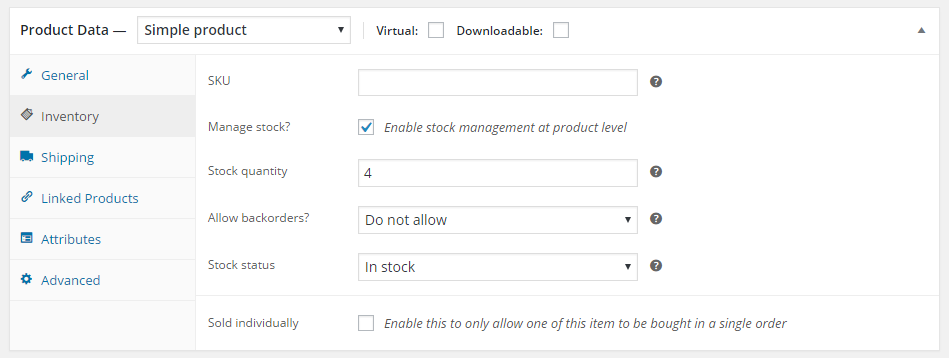 Product Data — Simple product Virtual: Downloadable:
General
Inventory
Shipping
Linked Products
Attributes
Advanced
SKU
Manage stock? Enable stock management at product level
Stock quantity 4
Allow backorders? Do not allow
Stock status In stock
Sold individually Enable this to only allow one of this item to be bought in a single order